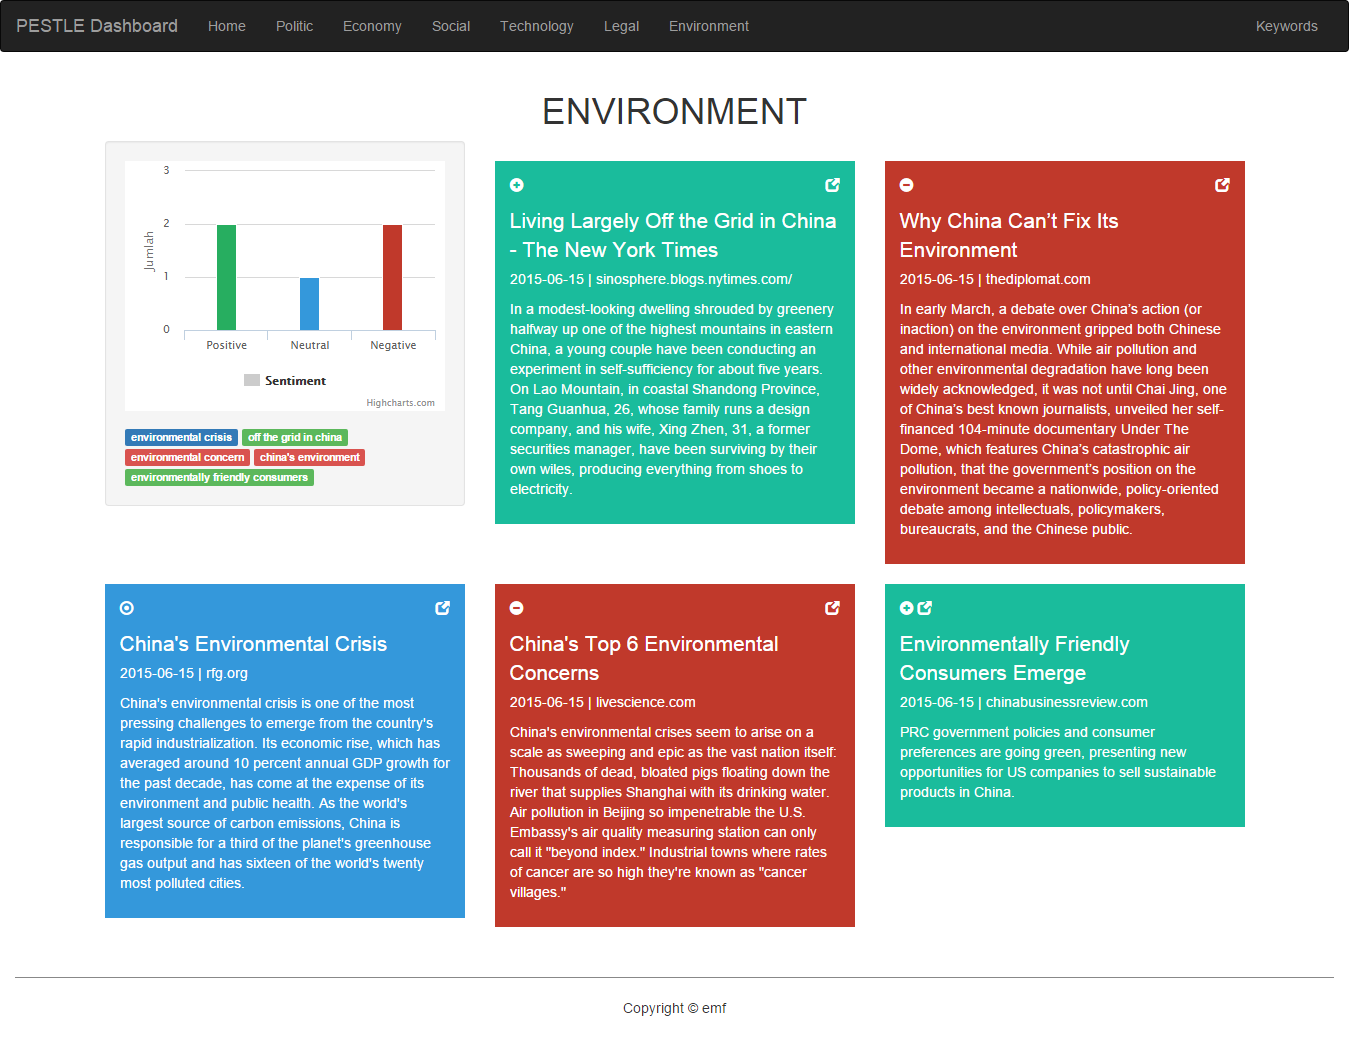 PESTLE Dashboard Home Politic Economy Social Technology Legal Environment Keywords
ENVIRONMENT
3
2
1
0
Jumlah
Positive Neutral Negative
Sentiment
Highcharts.com
environmental crisis off the grid in china
environmental concern china's environment
environmentally friendly consumers
Living Largely Off the Grid in China
- The New York Times
2015-06-15 | sinosphere.blogs.nytimes.com/
In a modest-looking dwelling shrouded by greenery
halfway up one of the highest mountains in eastern
China, a young couple have been conducting an
experiment in self-sufficiency for about five years.
On Lao Mountain, in coastal Shandong Province,
Tang Guanhua, 26, whose family runs a design
company, and his wife, Xing Zhen, 31, a former
securities manager, have been surviving by their
own wiles, producing everything from shoes to
electricity.
Why China Can’t Fix Its
Environment
2015-06-15 | thediplomat.com
In early March, a debate over China’s action (or
inaction) on the environment gripped both Chinese
and international media. While air pollution and
other environmental degradation have long been
widely acknowledged, it was not until Chai Jing, one
of China’s best known journalists, unveiled her self-
financed 104-minute documentary Under The
Dome, which features China’s catastrophic air
pollution, that the government’s position on the
environment became a nationwide, policy-oriented
debate among intellectuals, policymakers,
bureaucrats, and the Chinese public.
China's Environmental Crisis
2015-06-15 | rfg.org
China's environmental crisis is one of the most
pressing challenges to emerge from the country's
rapid industrialization. Its economic rise, which has
averaged around 10 percent annual GDP growth for
the past decade, has come at the expense of its
environment and public health. As the world's
largest source of carbon emissions, China is
responsible for a third of the planet's greenhouse
gas output and has sixteen of the world's twenty
most polluted cities.
China's Top 6 Environmental
Concerns
2015-06-15 | livescience.com
China's environmental crises seem to arise on a
scale as sweeping and epic as the vast nation itself:
Thousands of dead, bloated pigs floating down the
river that supplies Shanghai with its drinking water.
Air pollution in Beijing so impenetrable the U.S.
Embassy's air quality measuring station can only
call it "beyond index." Industrial towns where rates
of cancer are so high they're known as "cancer
villages."
Environmentally Friendly
Consumers Emerge
2015-06-15 | chinabusinessreview.com
PRC government policies and consumer
preferences are going green, presenting new
opportunities for US companies to sell sustainable
products in China.
Copyright © emf